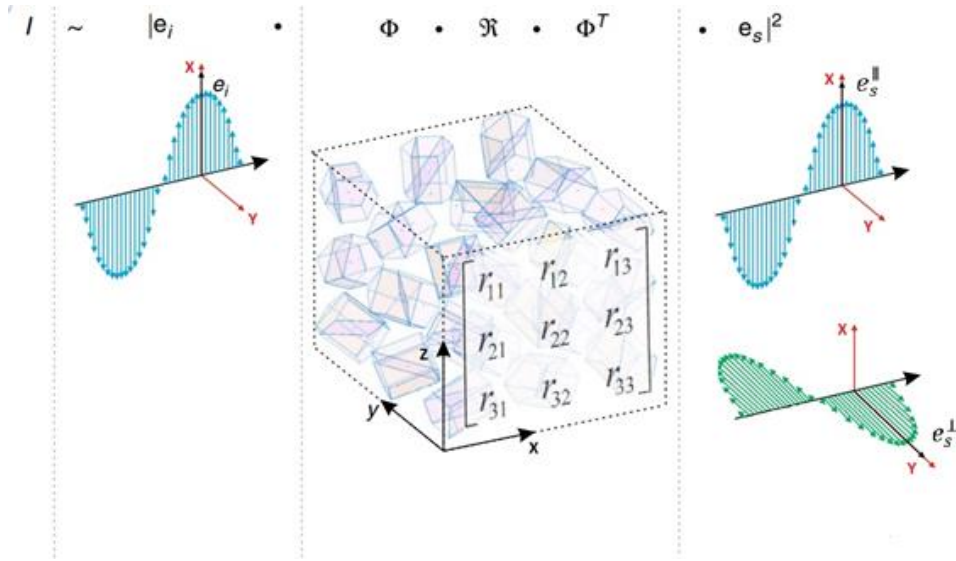 I ~ |e_i • Φ • ℜ • Φ^T • e_s|^2
X
e_i
Y
r_11 r_12 r_13
r_21 r_22 r_23
r_31 r_32 r_33
z
y
x
X
e_s^∥
Y
X
e_s^⊥
Y